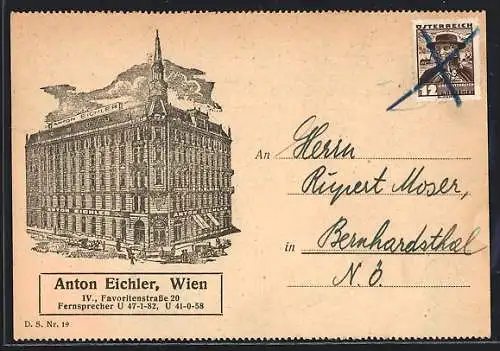 ÖSTERREICH
12
ANTON EICHLER
EICHLER
An Herrn
Rupert Moser,
in Bernhardsthal
N.Ö.
Anton Eichler, Wien
IV., Favoritenstraße 20
Fernsprecher U 47-1-82, U 41-0-58
D. S. Nr. 19